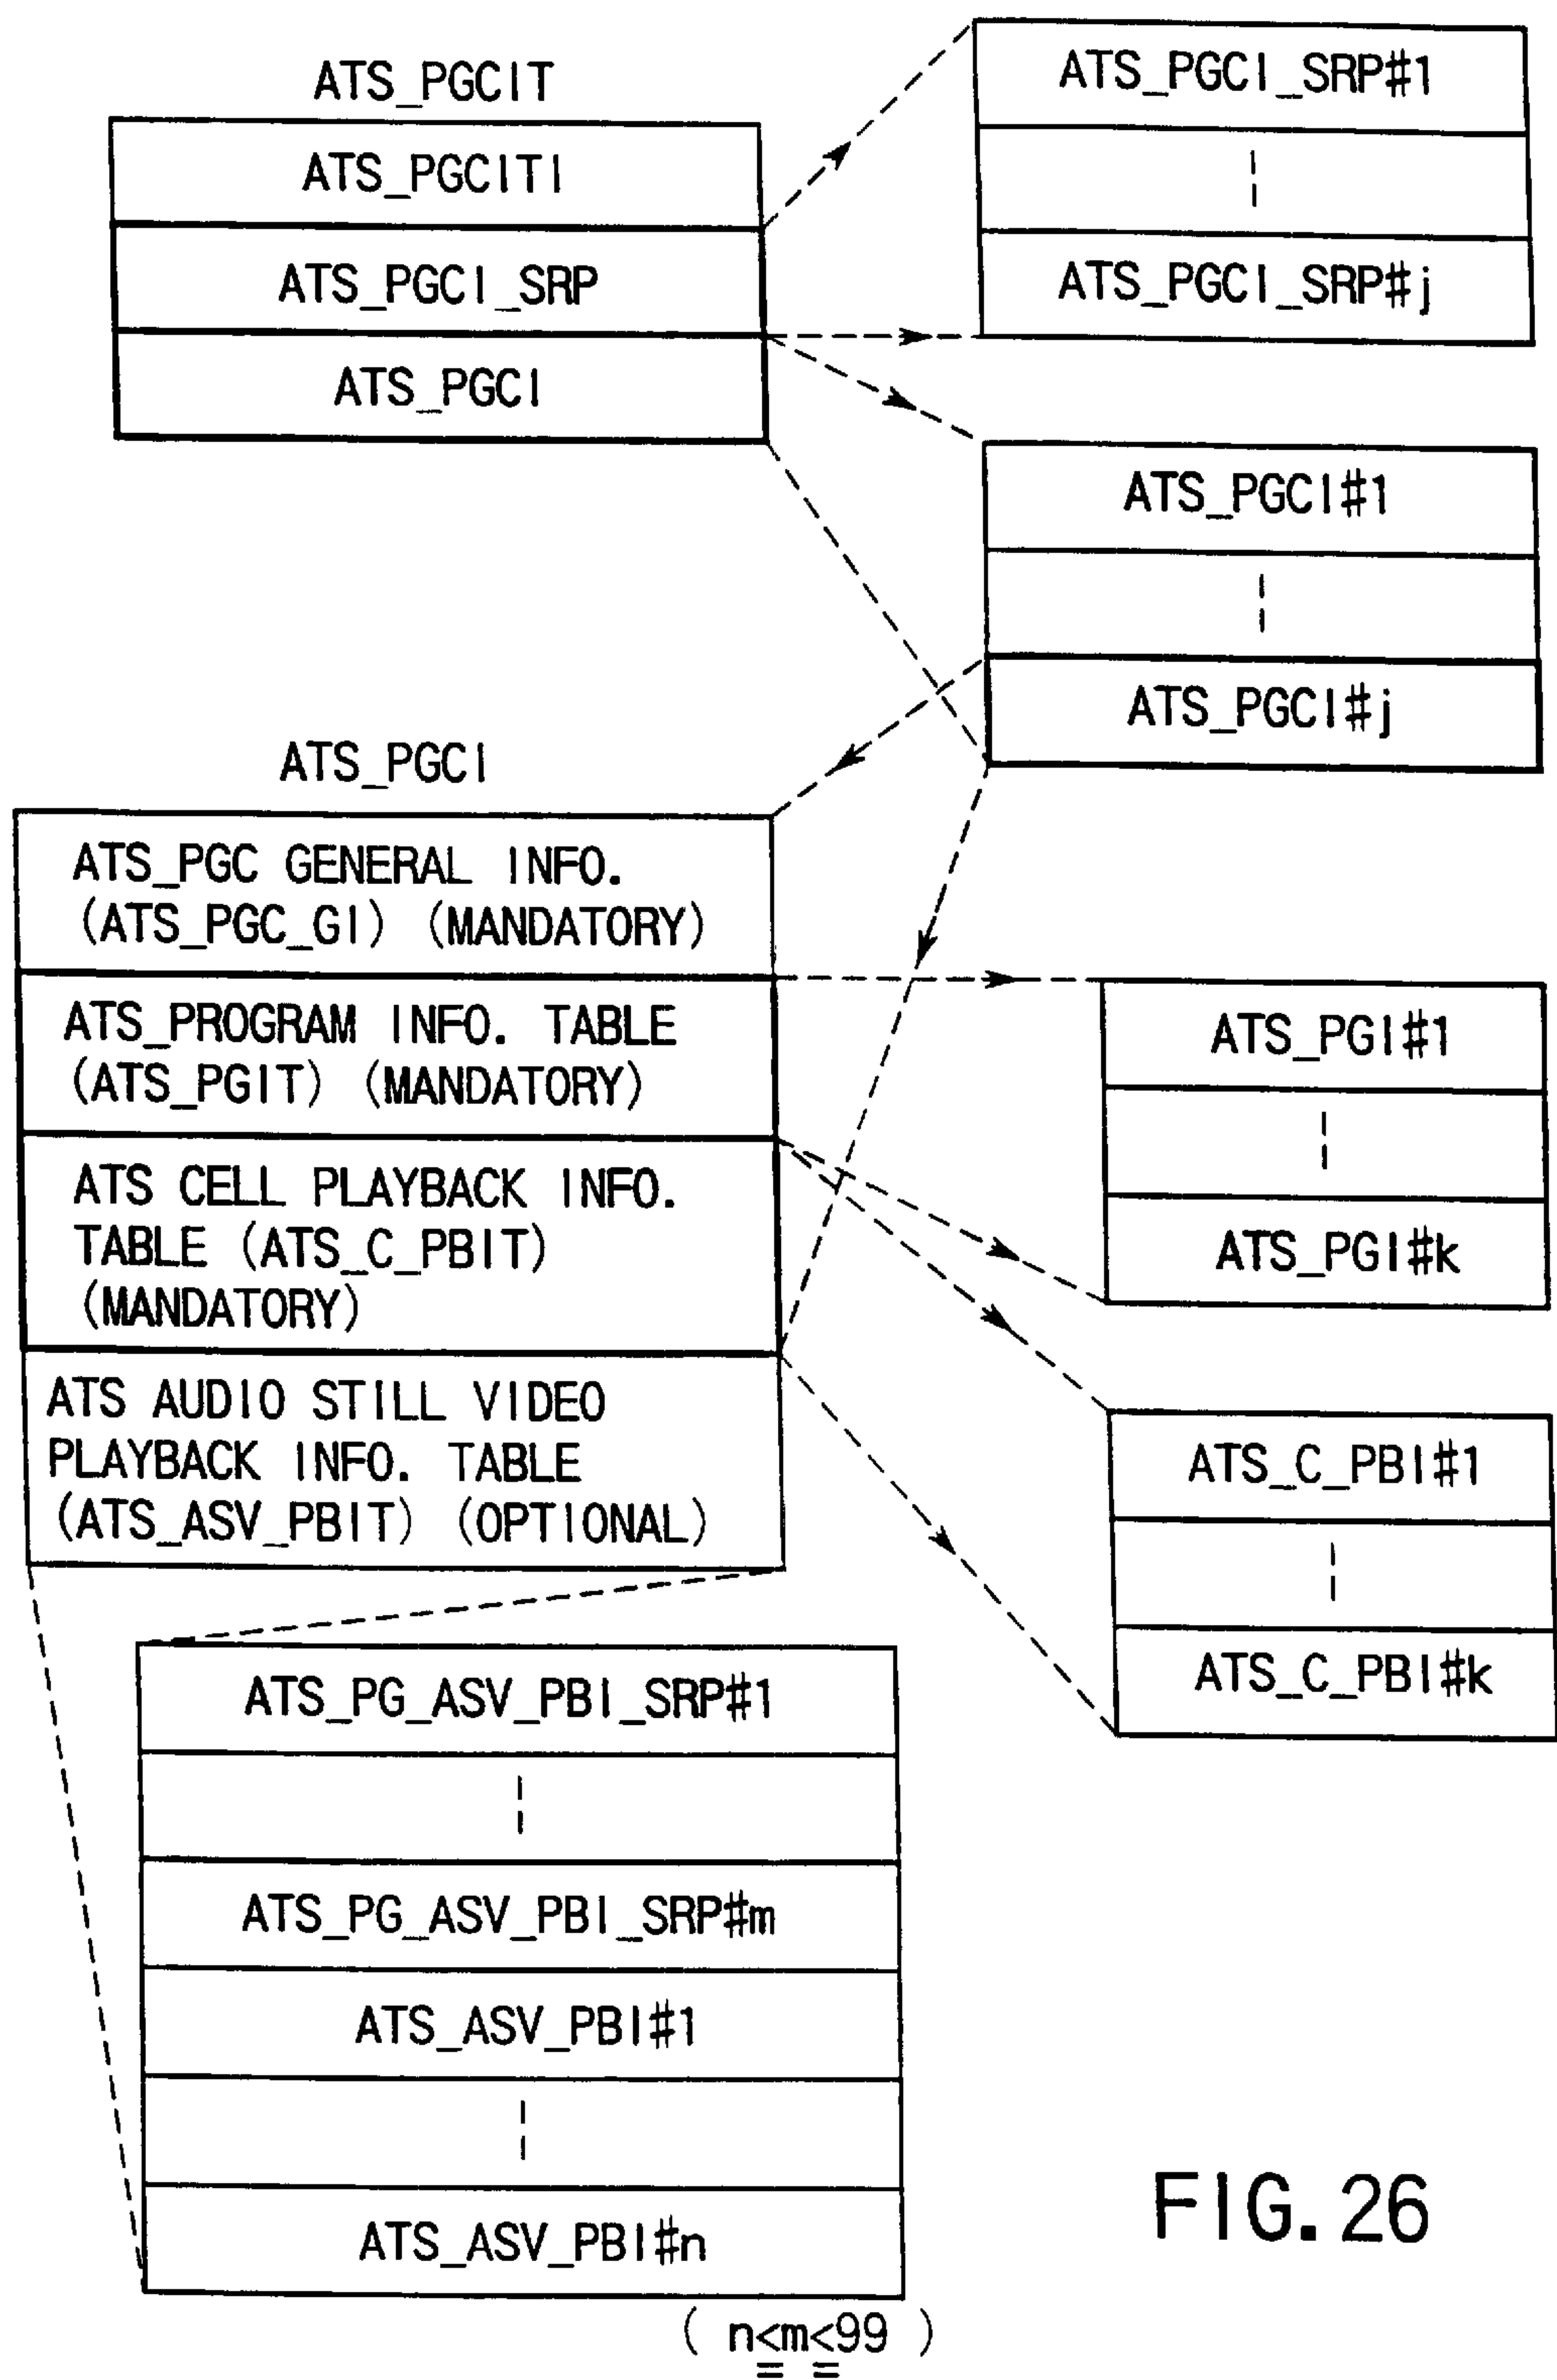 ATS_PGCIT
ATS_PGCITI
ATS_PGCI_SRP
ATS_PGCI
ATS_PGCI_SRP#1
ATS_PGCI_SRP#j
ATS_PGCI#1
ATS_PGCI#j
ATS_PGCI
ATS_PGC GENERAL INFO.
(ATS_PGC_GI) (MANDATORY)
ATS_PROGRAM INFO. TABLE
(ATS_PGIT) (MANDATORY)
ATS CELL PLAYBACK INFO.
TABLE (ATS_C_PBIT)
(MANDATORY)
ATS AUDIO STILL VIDEO
PLAYBACK INFO. TABLE
(ATS_ASV_PBIT) (OPTIONAL)
ATS_PGI#1
ATS_PGI#k
ATS_C_PBI#1
ATS_C_PBI#k
ATS_PG_ASV_PBI_SRP#1
ATS_PG_ASV_PBI_SRP#m
ATS_ASV_PBI#1
ATS_ASV_PBI#n
(n≦m≦99)
FIG. 26